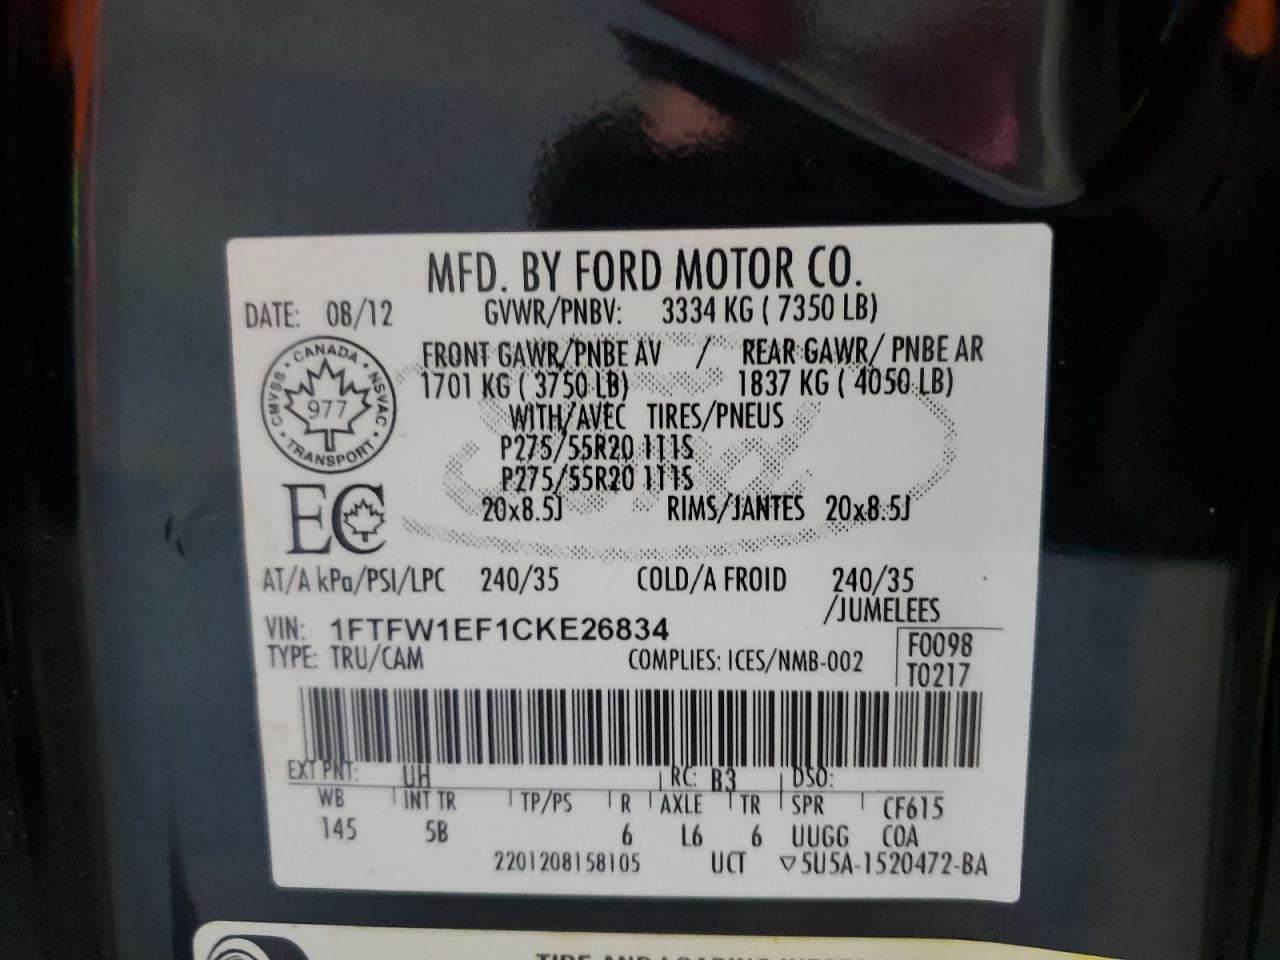 MFD. BY FORD MOTOR CO.
DATE: 08/12 GVWR/PNBV: 3334 KG ( 7350 LB)
FRONT GAWR/PNBE AV / REAR GAWR/ PNBE AR
1701 KG ( 3750 LB) 1837 KG ( 4050 LB)
WITH/AVEC TIRES/PNEUS
P275/55R20 111S
P275/55R20 111S
20x8.5J RIMS/JANTES 20x8.5J
CANADA
CMVSS 977 NSVAC
TRANSPORT
EC
AT/A kPa/PSI/LPC 240/35 COLD/A FROID 240/35
/JUMELEES
VIN: 1FTFW1EF1CKE26834
TYPE: TRU/CAM COMPLIES: ICES/NMB-002
F0098
T0217
EXT PNT: UH RC: B3 DSO:
WB INT TR TP/PS R AXLE TR SPR CF615
145 5B 6 L6 6 UUGG COA
2201208158105 UCT ▽5U5A-1520472-BA
TIRE AND LOADING